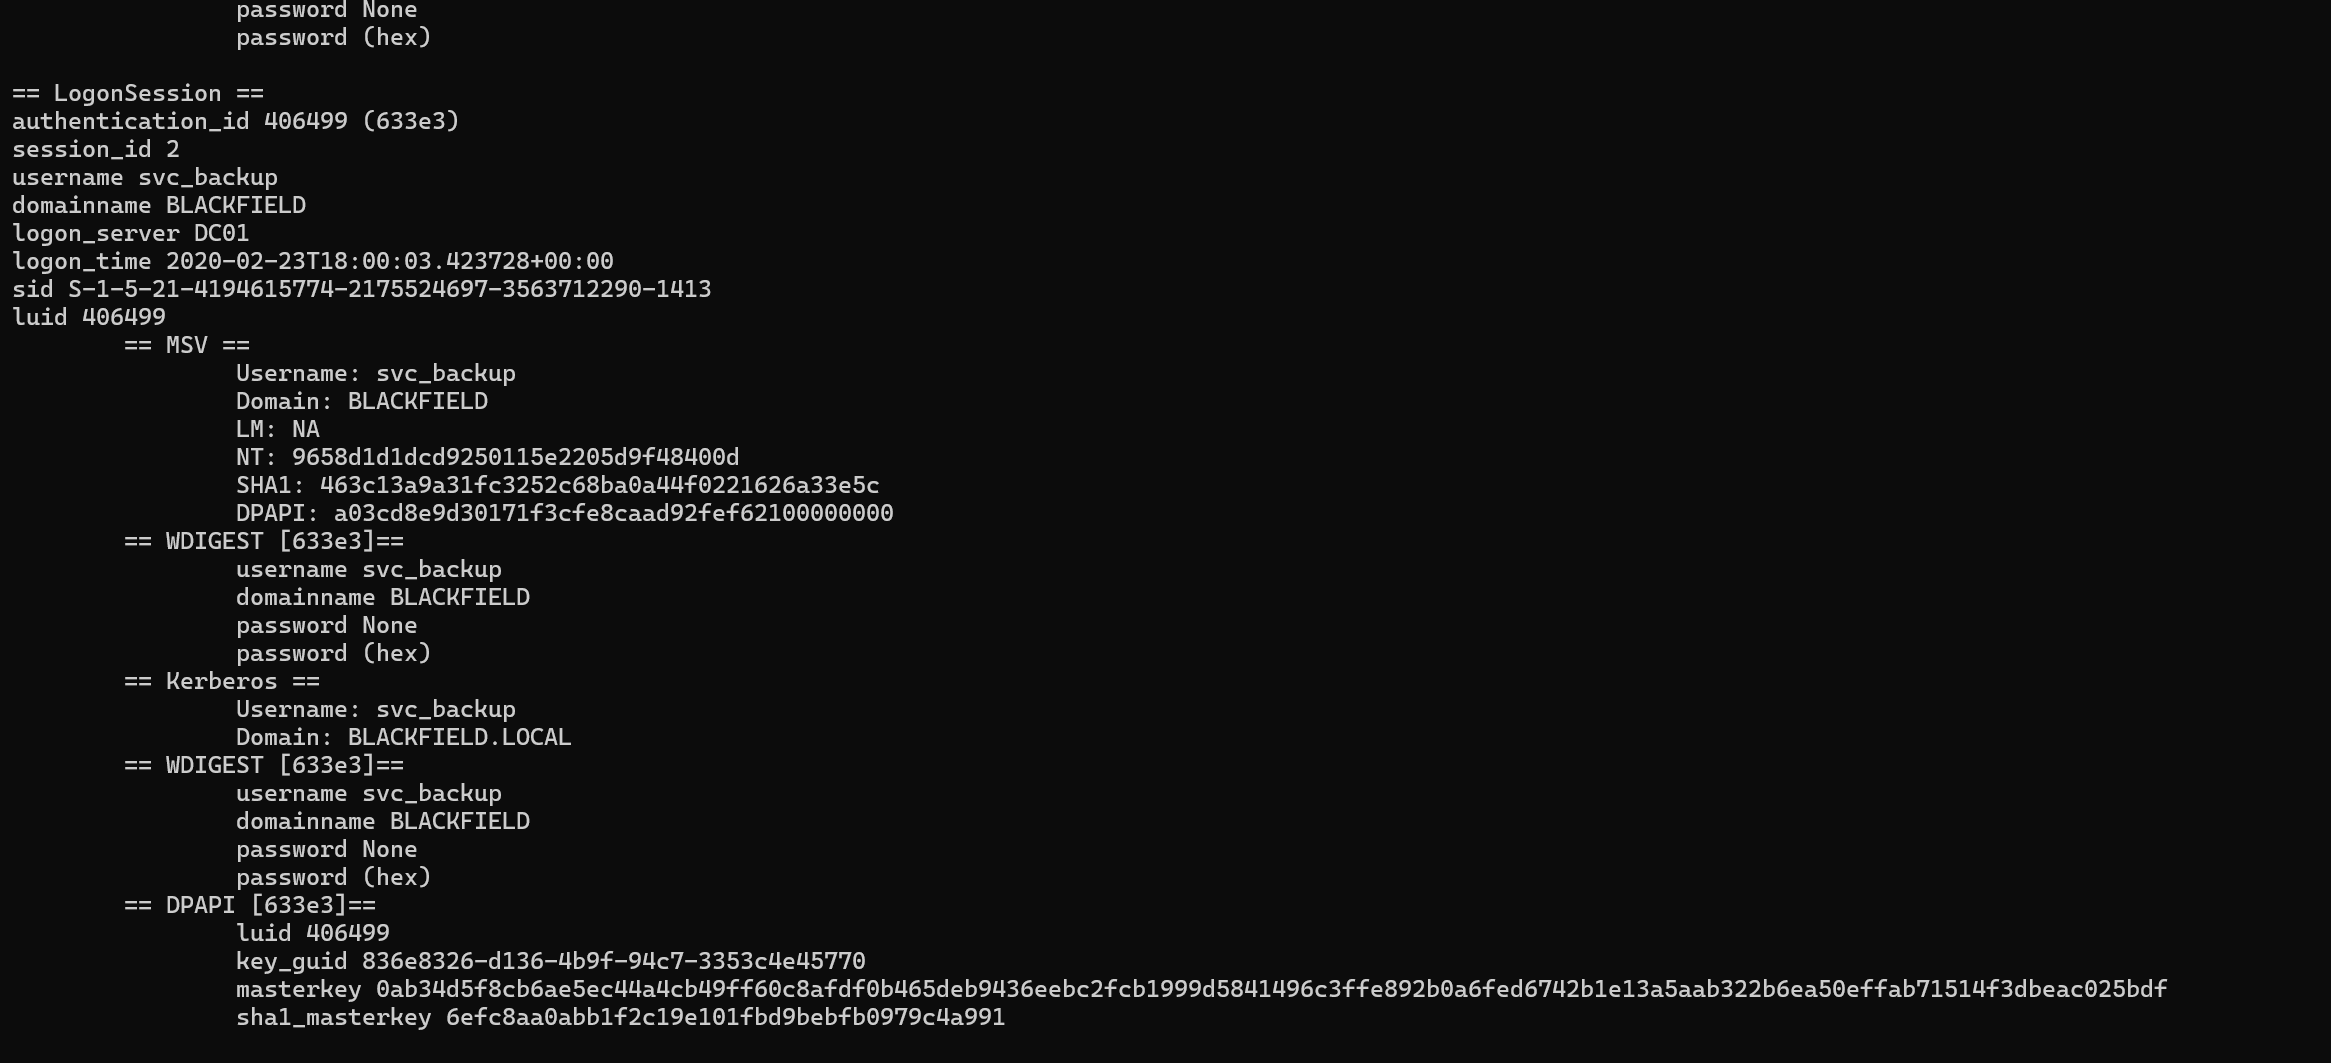 password None
password (hex)
== LogonSession ==
authentication_id 406499 (633e3)
session_id 2
username svc_backup
domainname BLACKFIELD
logon_server DC01
logon_time 2020-02-23T18:00:03.423728+00:00
sid S-1-5-21-4194615774-2175524697-3563712290-1413
luid 406499
== MSV ==
Username: svc_backup
Domain: BLACKFIELD
LM: NA
NT: 9658d1d1dcd9250115e2205d9f48400d
SHA1: 463c13a9a31fc3252c68ba0a44f0221626a33e5c
DPAPI: a03cd8e9d30171f3cfe8caad92fef62100000000
== WDIGEST [633e3]==
username svc_backup
domainname BLACKFIELD
password None
password (hex)
== Kerberos ==
Username: svc_backup
Domain: BLACKFIELD.LOCAL
== WDIGEST [633e3]==
username svc_backup
domainname BLACKFIELD
password None
password (hex)
== DPAPI [633e3]==
luid 406499
key_guid 836e8326-d136-4b9f-94c7-3353c4e45770
masterkey 0ab34d5f8cb6ae5ec44a4cb49ff60c8afdf0b465deb9436eebc2fcb1999d5841496c3ffe892b0a6fed6742b1e13a5aab322b6ea50effab71514f3dbeac025bdf
sha1_masterkey 6efc8aa0abb1f2c19e101fbd9bebfb0979c4a991